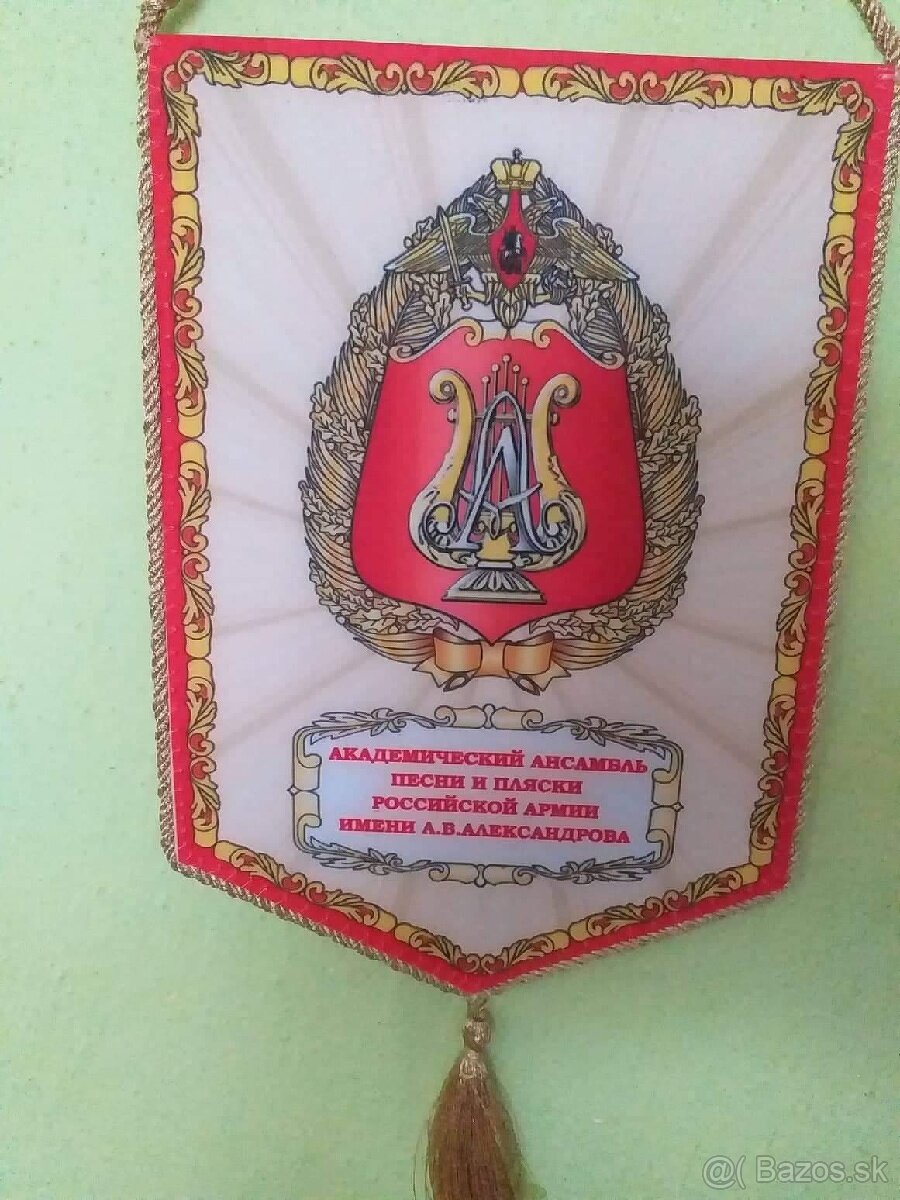 А
АКАДЕМИЧЕСКИЙ АНСАМБЛЬ
ПЕСНИ И ПЛЯСКИ
РОССИЙСКОЙ АРМИИ
ИМЕНИ А.В.АЛЕКСАНДРОВА
@( Bazos.sk